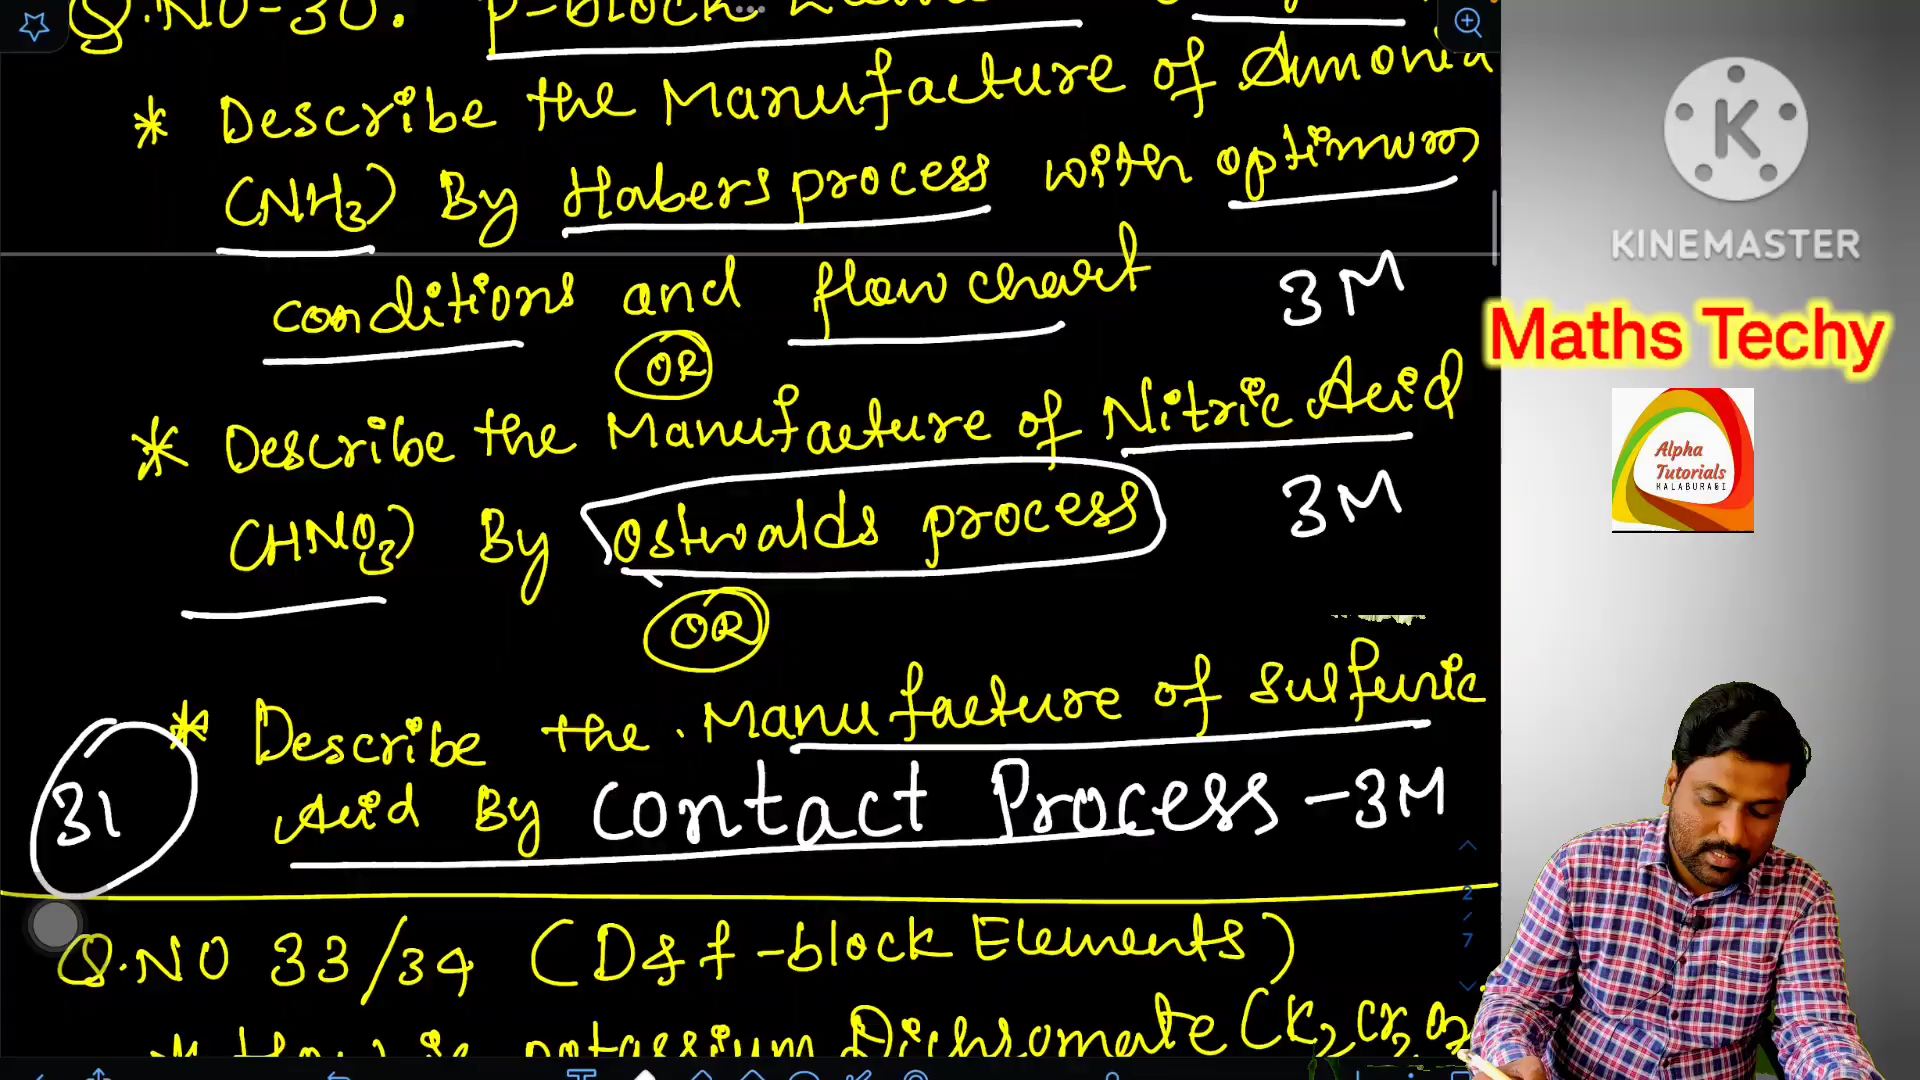 Q.NO-30. P-block
* Describe the Manufacture of Ammonia
(NH3) By Habers process with optimum
conditions and flow chart 3M
OR
* Describe the Manufacture of Nitric Acid
(HNO3) By ostwalds process 3M
OR
* Describe the Manufacture of sulfuric
31 Acid By Contact Process - 3M
Q.NO 33/34 (D & f -block Elements)
potassium Dichromate (K2Cr2O7
2
7
K
KINEMASTER
Maths Techy
Alpha
Tutorials
KALABURAGI